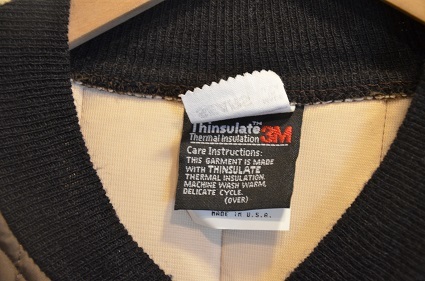 Thinsulate™
Thermal Insulation 3M
Care Instructions:
THIS GARMENT IS MADE
WITH THINSULATE
THERMAL INSULATION.
MACHINE WASH WARM,
DELICATE CYCLE.
(OVER)
MADE IN U.S.A.